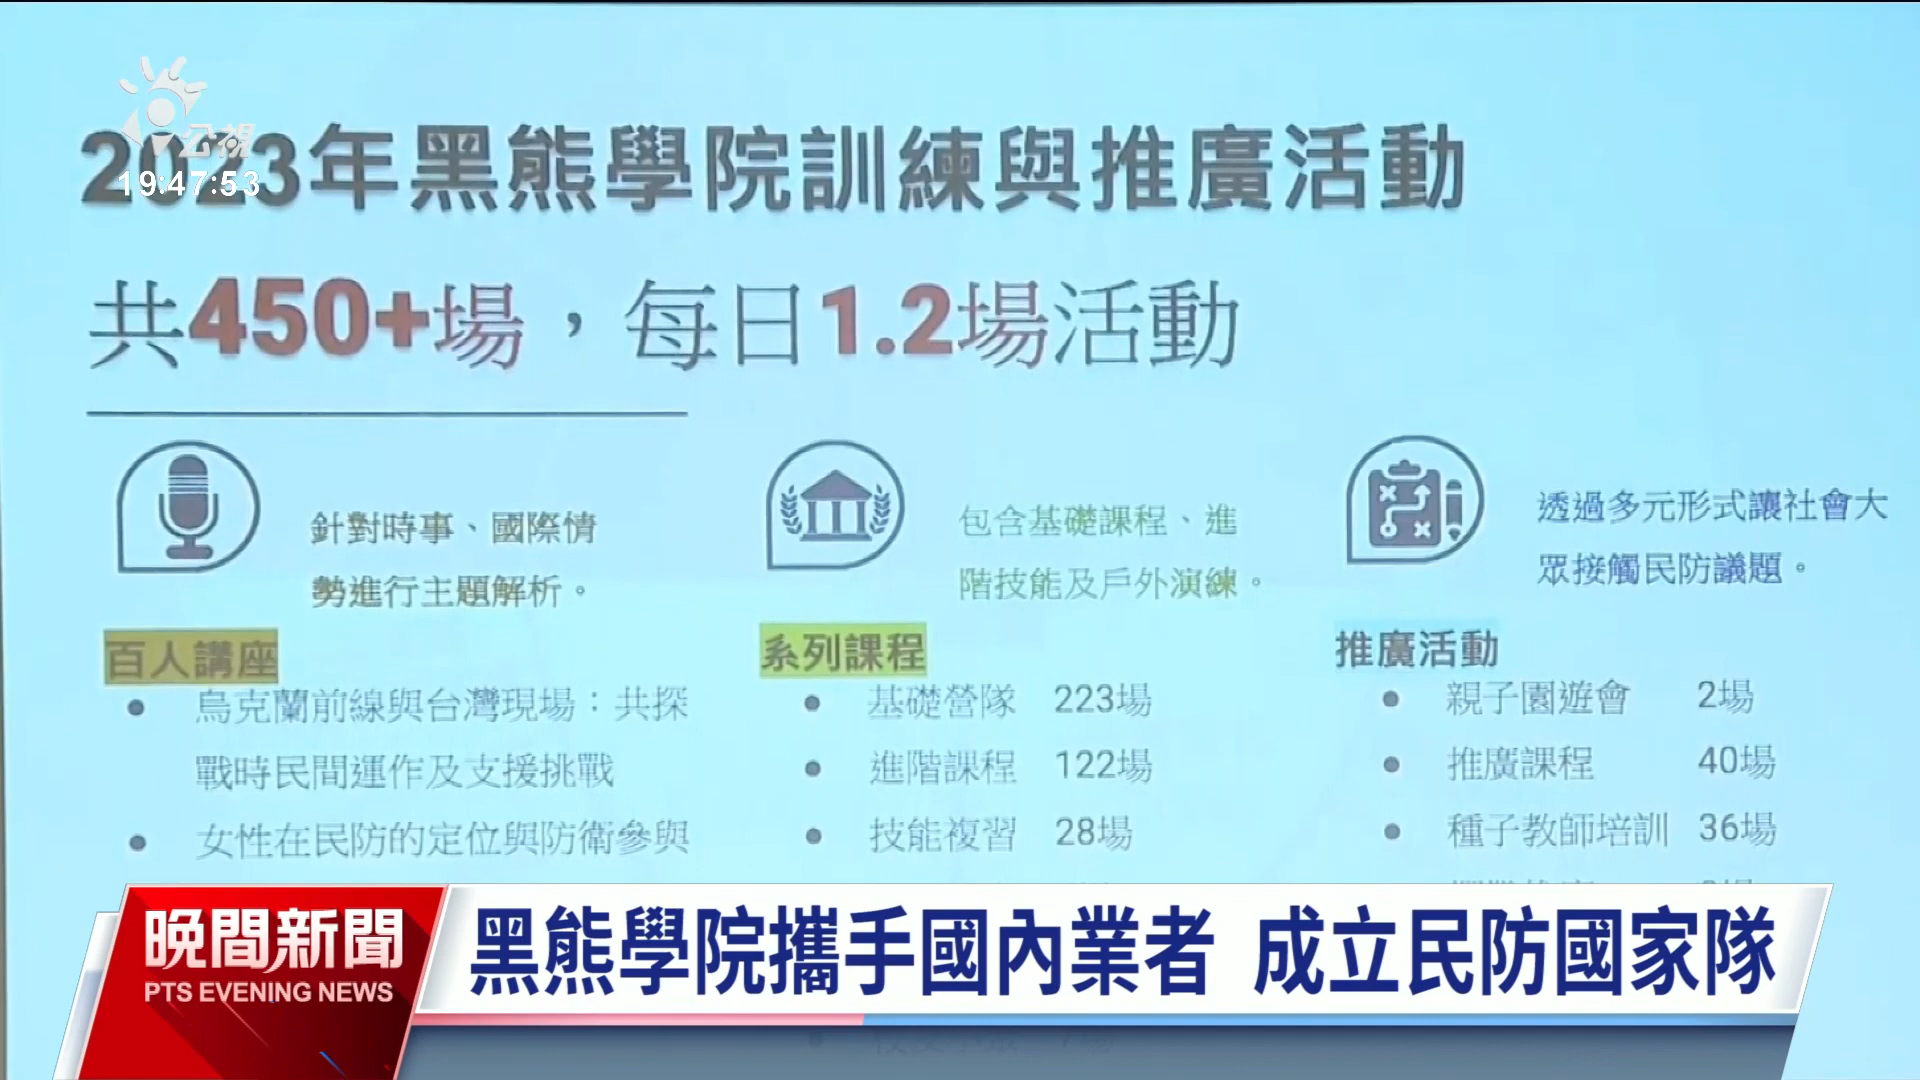 公視
19:47:53
2023年黑熊學院訓練與推廣活動
共450+場，每日1.2場活動
針對時事、國際情
勢進行主題解析。
百人講座
烏克蘭前線與台灣現場：共探
戰時民間運作及支援挑戰
女性在民防的定位與防衛參與
包含基礎課程、進
階技能及戶外演練。
系列課程
基礎營隊 223場
進階課程 122場
技能複習 28場
透過多元形式讓社會大
眾接觸民防議題。
推廣活動
親子園遊會 2場
推廣課程 40場
種子教師培訓 36場
晚間新聞
PTS EVENING NEWS
黑熊學院攜手國內業者 成立民防國家隊